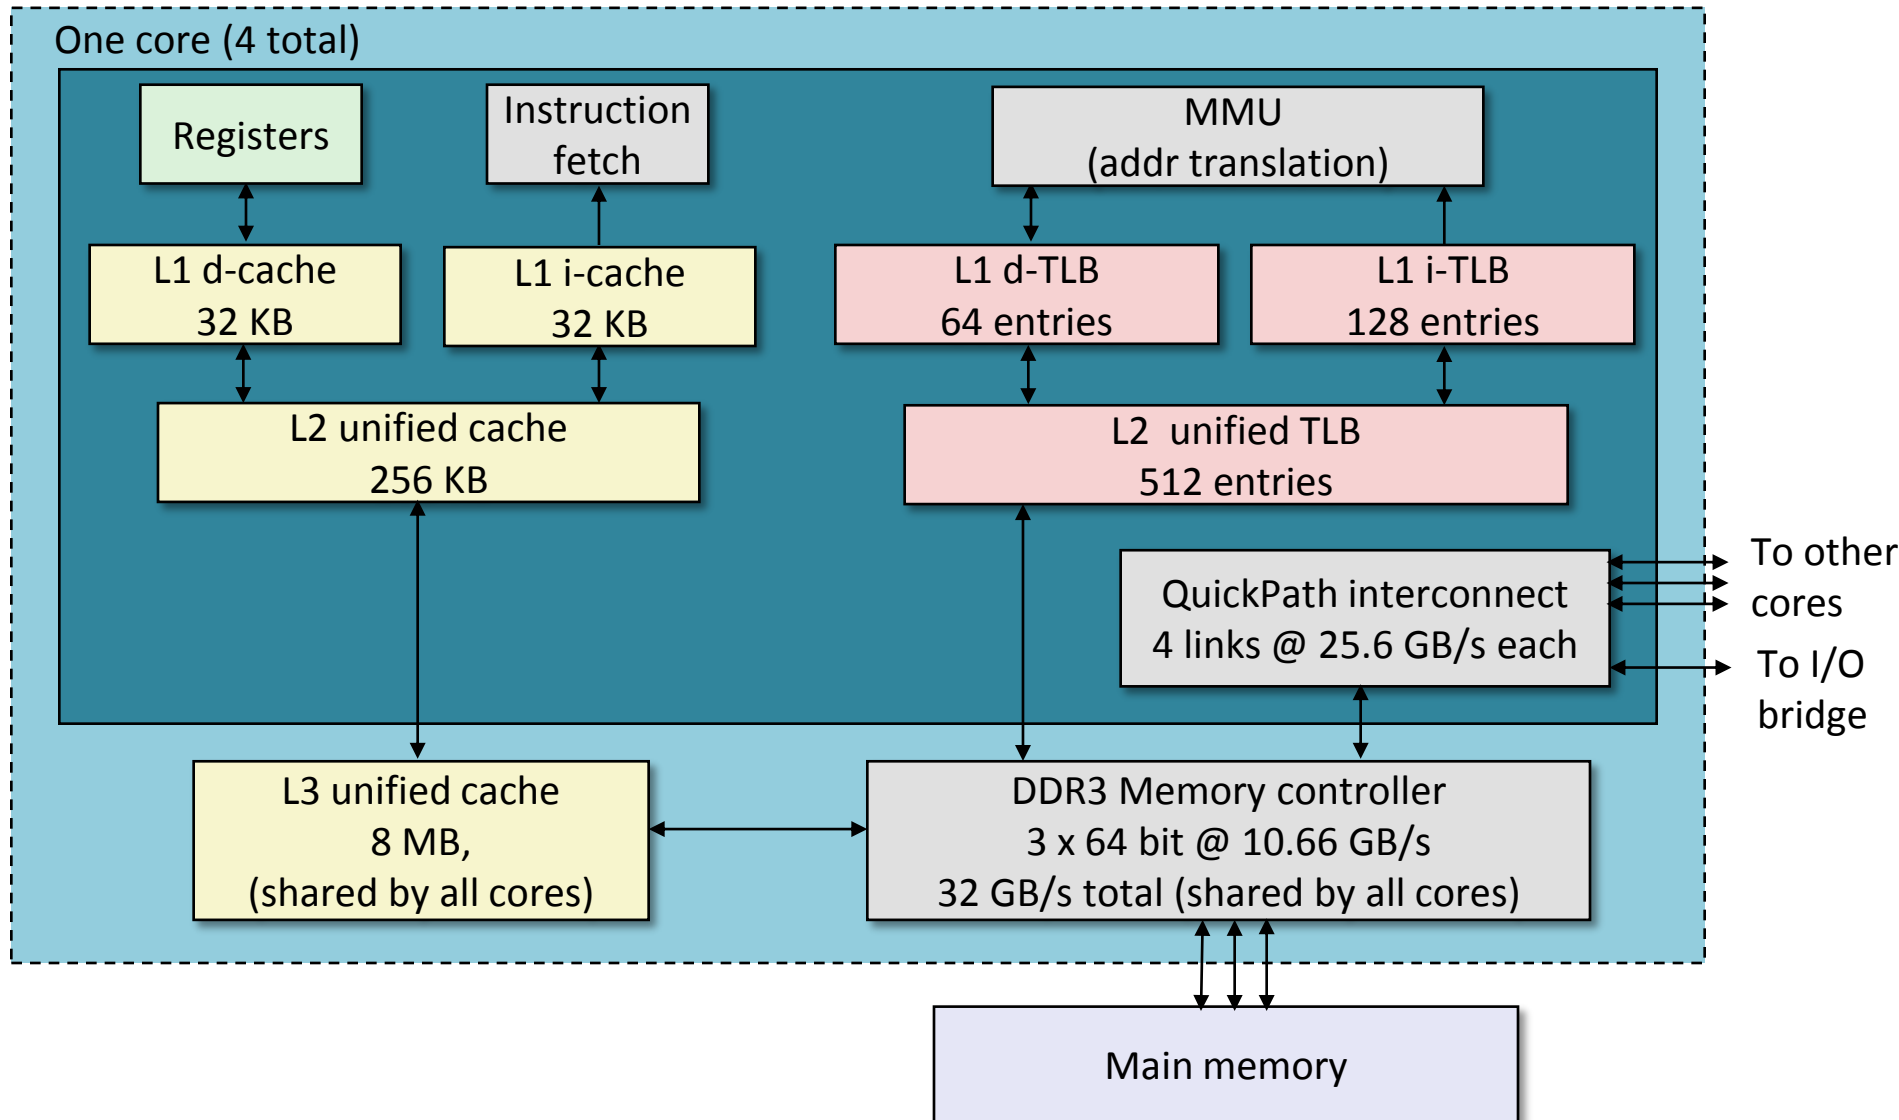 One core (4 total)
Registers
Instruction
fetch
MMU
(addr translation)
L1 d-cache
32 KB
L1 i-cache
32 KB
L1 d-TLB
64 entries
L1 i-TLB
128 entries
L2 unified cache
256 KB
L2  unified TLB
512 entries
QuickPath interconnect
4 links @ 25.6 GB/s each
To other
cores
To I/O
bridge
L3 unified cache
8 MB,
(shared by all cores)
DDR3 Memory controller
3 x 64 bit @ 10.66 GB/s
32 GB/s total (shared by all cores)
Main memory